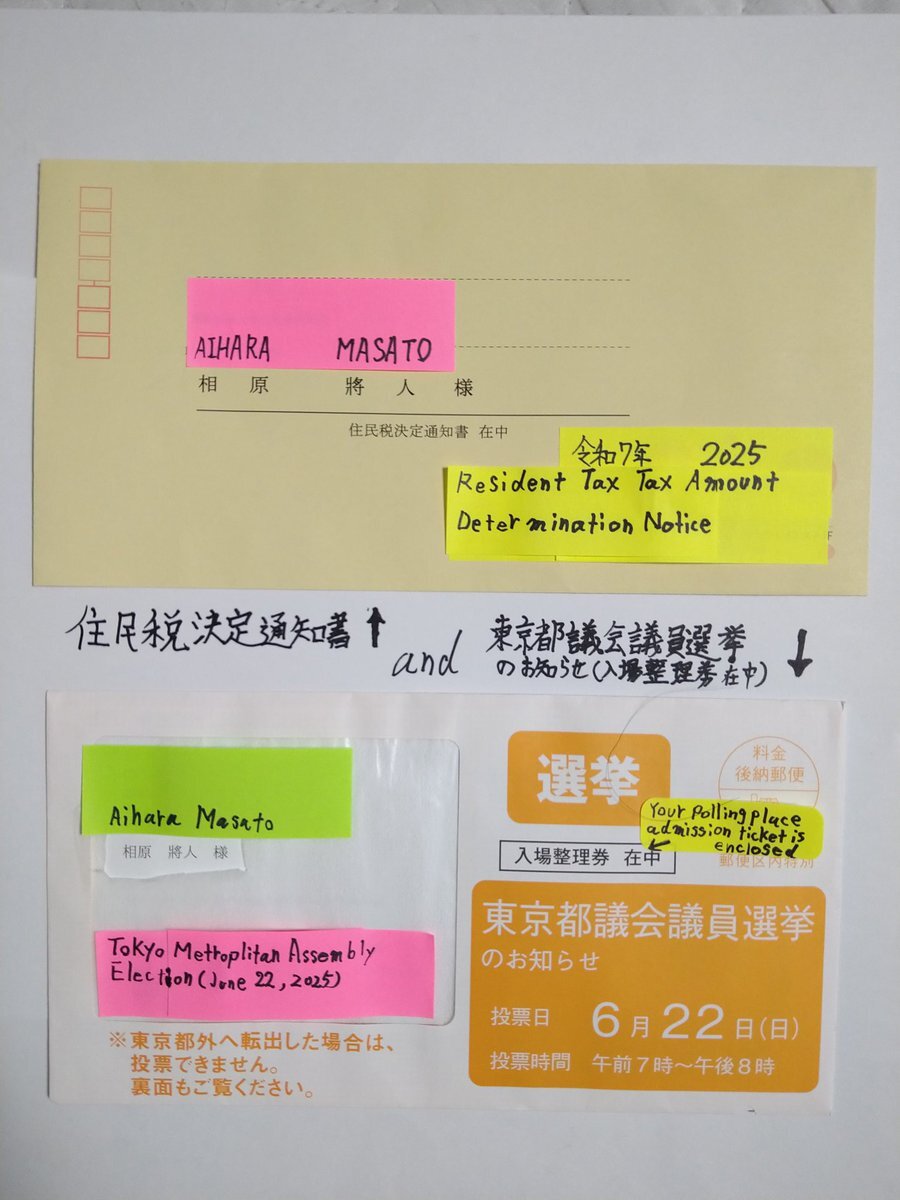 AIHARA MASATO
相原 將人 様
住民税決定通知書 在中
令和7年 2025
Resident Tax Tax Amount
Determination Notice
住民税決定通知書 ↑
and
東京都議会議員選挙
のお知らせ(入場整理券在中) ↓
選挙
料金
後納郵便
Your polling place
admission ticket is
enclosed
郵便区内特別
入場整理券 在中
Aihara Masato
相原 將人 様
Tokyo Metroplitan Assembly
Election (June 22, 2025)
※東京都外へ転出した場合は、
投票できません。
裏面もご覧ください。
東京都議会議員選挙
のお知らせ
投票日 6月22日(日)
投票時間 午前7時~午後8時